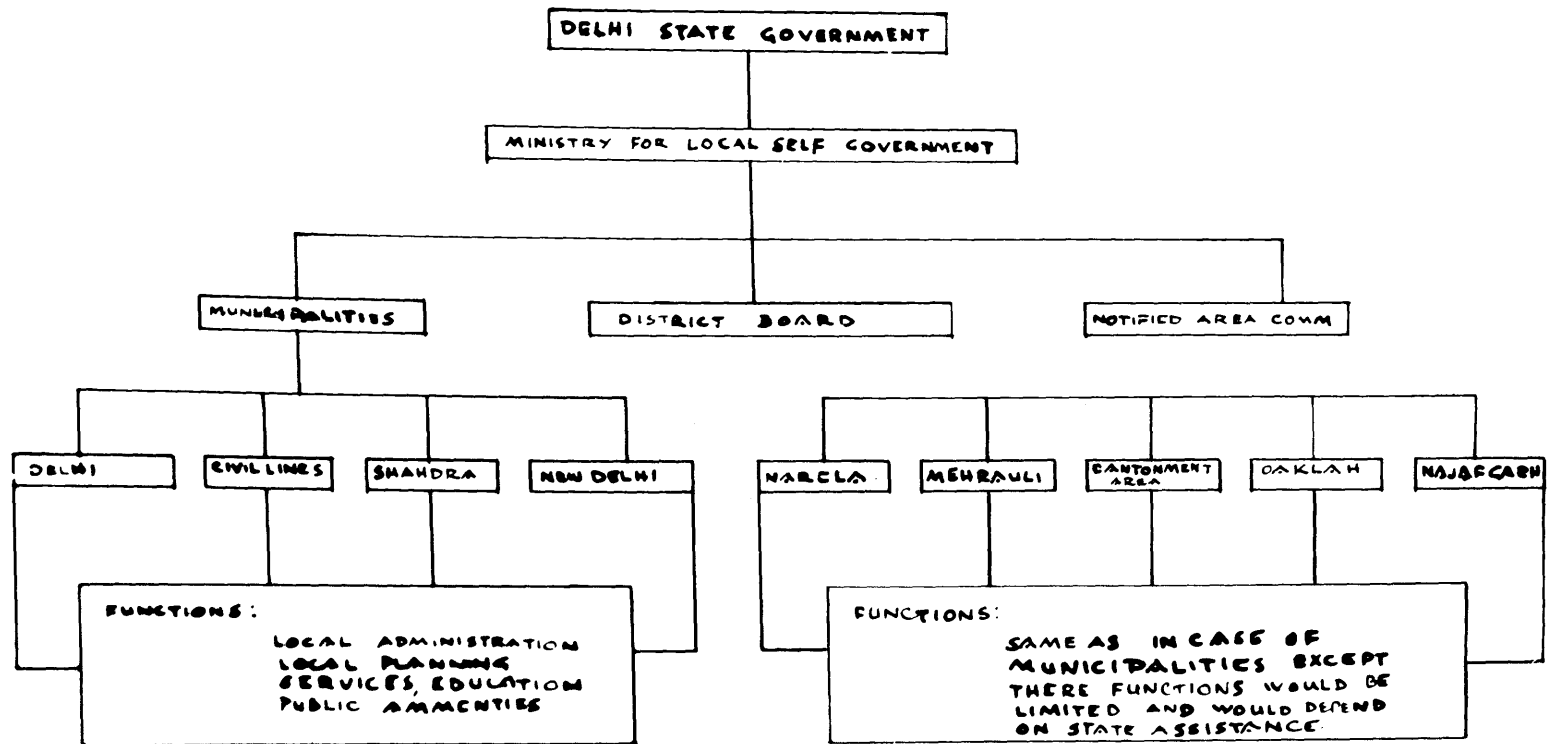 DELHI STATE GOVERNMENT
MINISTRY FOR LOCAL SELF GOVERNMENT
MUNICIPALITIES
DISTRICT BOARD
NOTIFIED AREA COMM
DELHI
CIVIL LINES
SHAHDRA
NEW DELHI
NARELA
MEHRAULI
CANTONMENT
AREA
OAKLAH
NAJAFGARH
FUNCTIONS:
LOCAL ADMINISTRATION
LOCAL PLANNING
SERVICES, EDUCATION
PUBLIC AMMENTIES
FUNCTIONS:
SAME AS IN CASE OF
MUNICIPALITIES EXCEPT
THERE FUNCTIONS WOULD BE
LIMITED AND WOULD DEPEND
ON STATE ASSISTANCE.